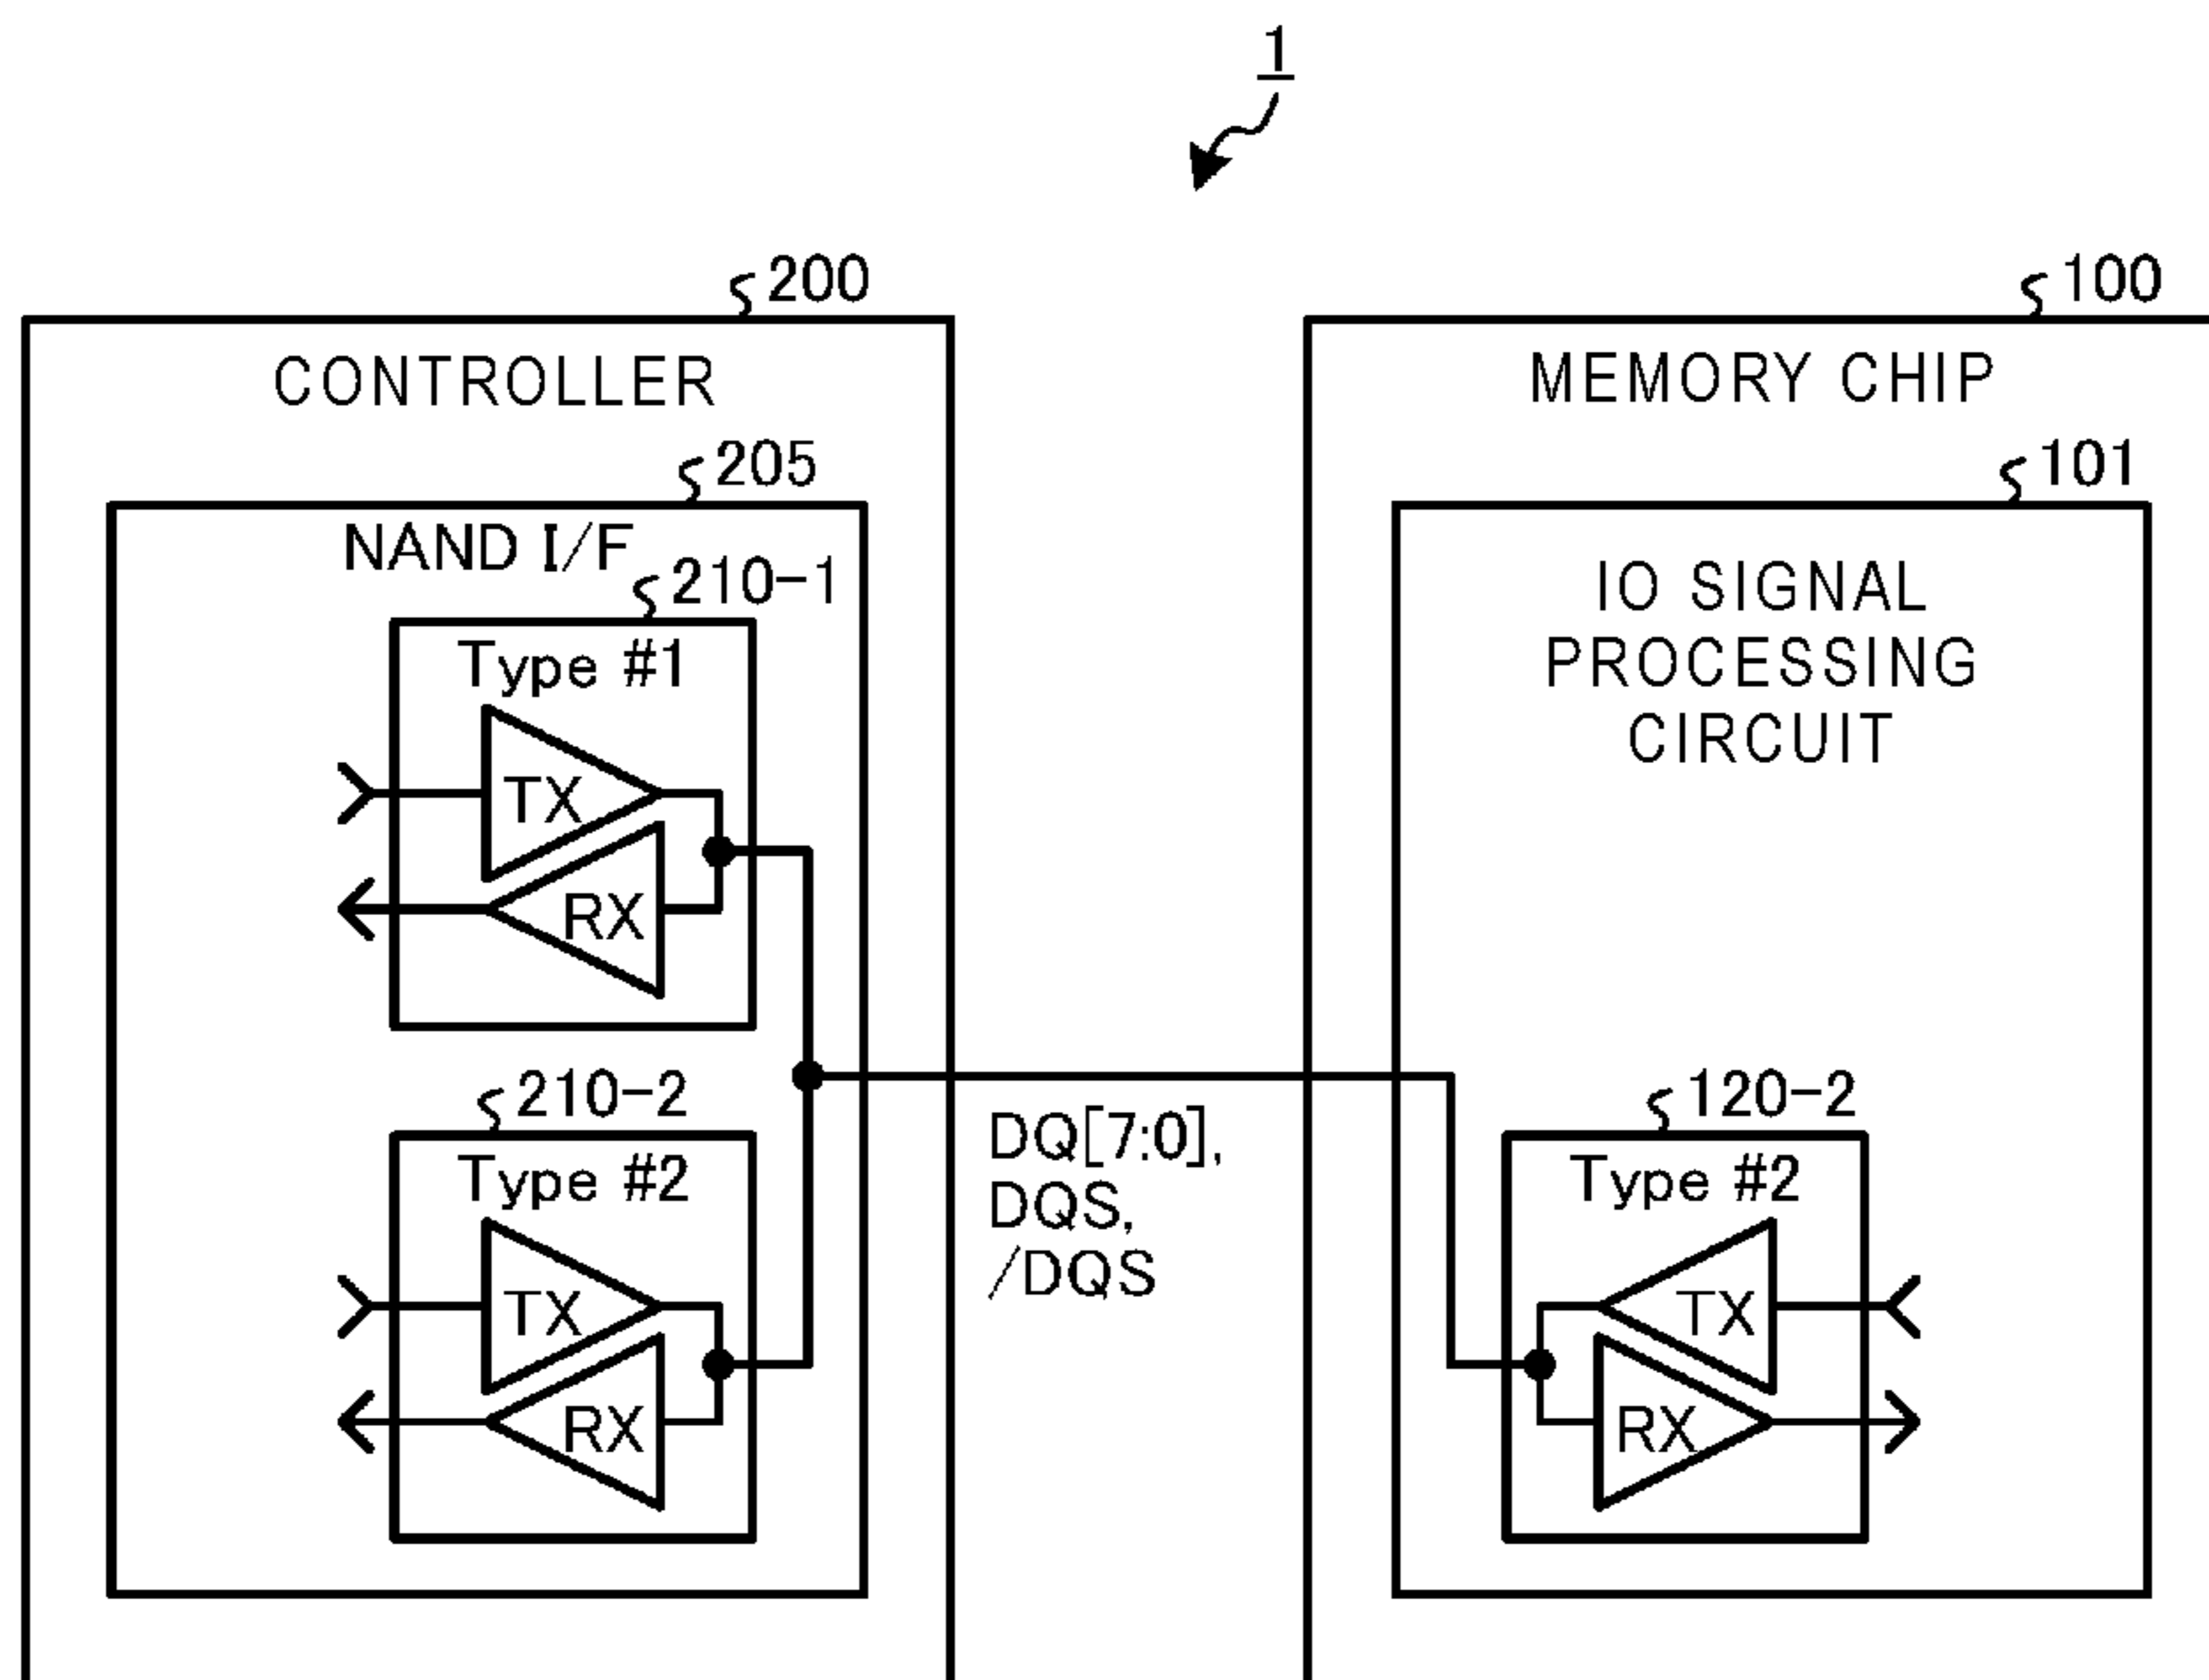 1
200
CONTROLLER
205
NAND I/F
210-1
Type #1
TX
RX
210-2
Type #2
TX
RX
DQ[7:0],
DQS,
/DQS
100
MEMORY CHIP
101
IO SIGNAL
PROCESSING
CIRCUIT
120-2
Type #2
TX
RX